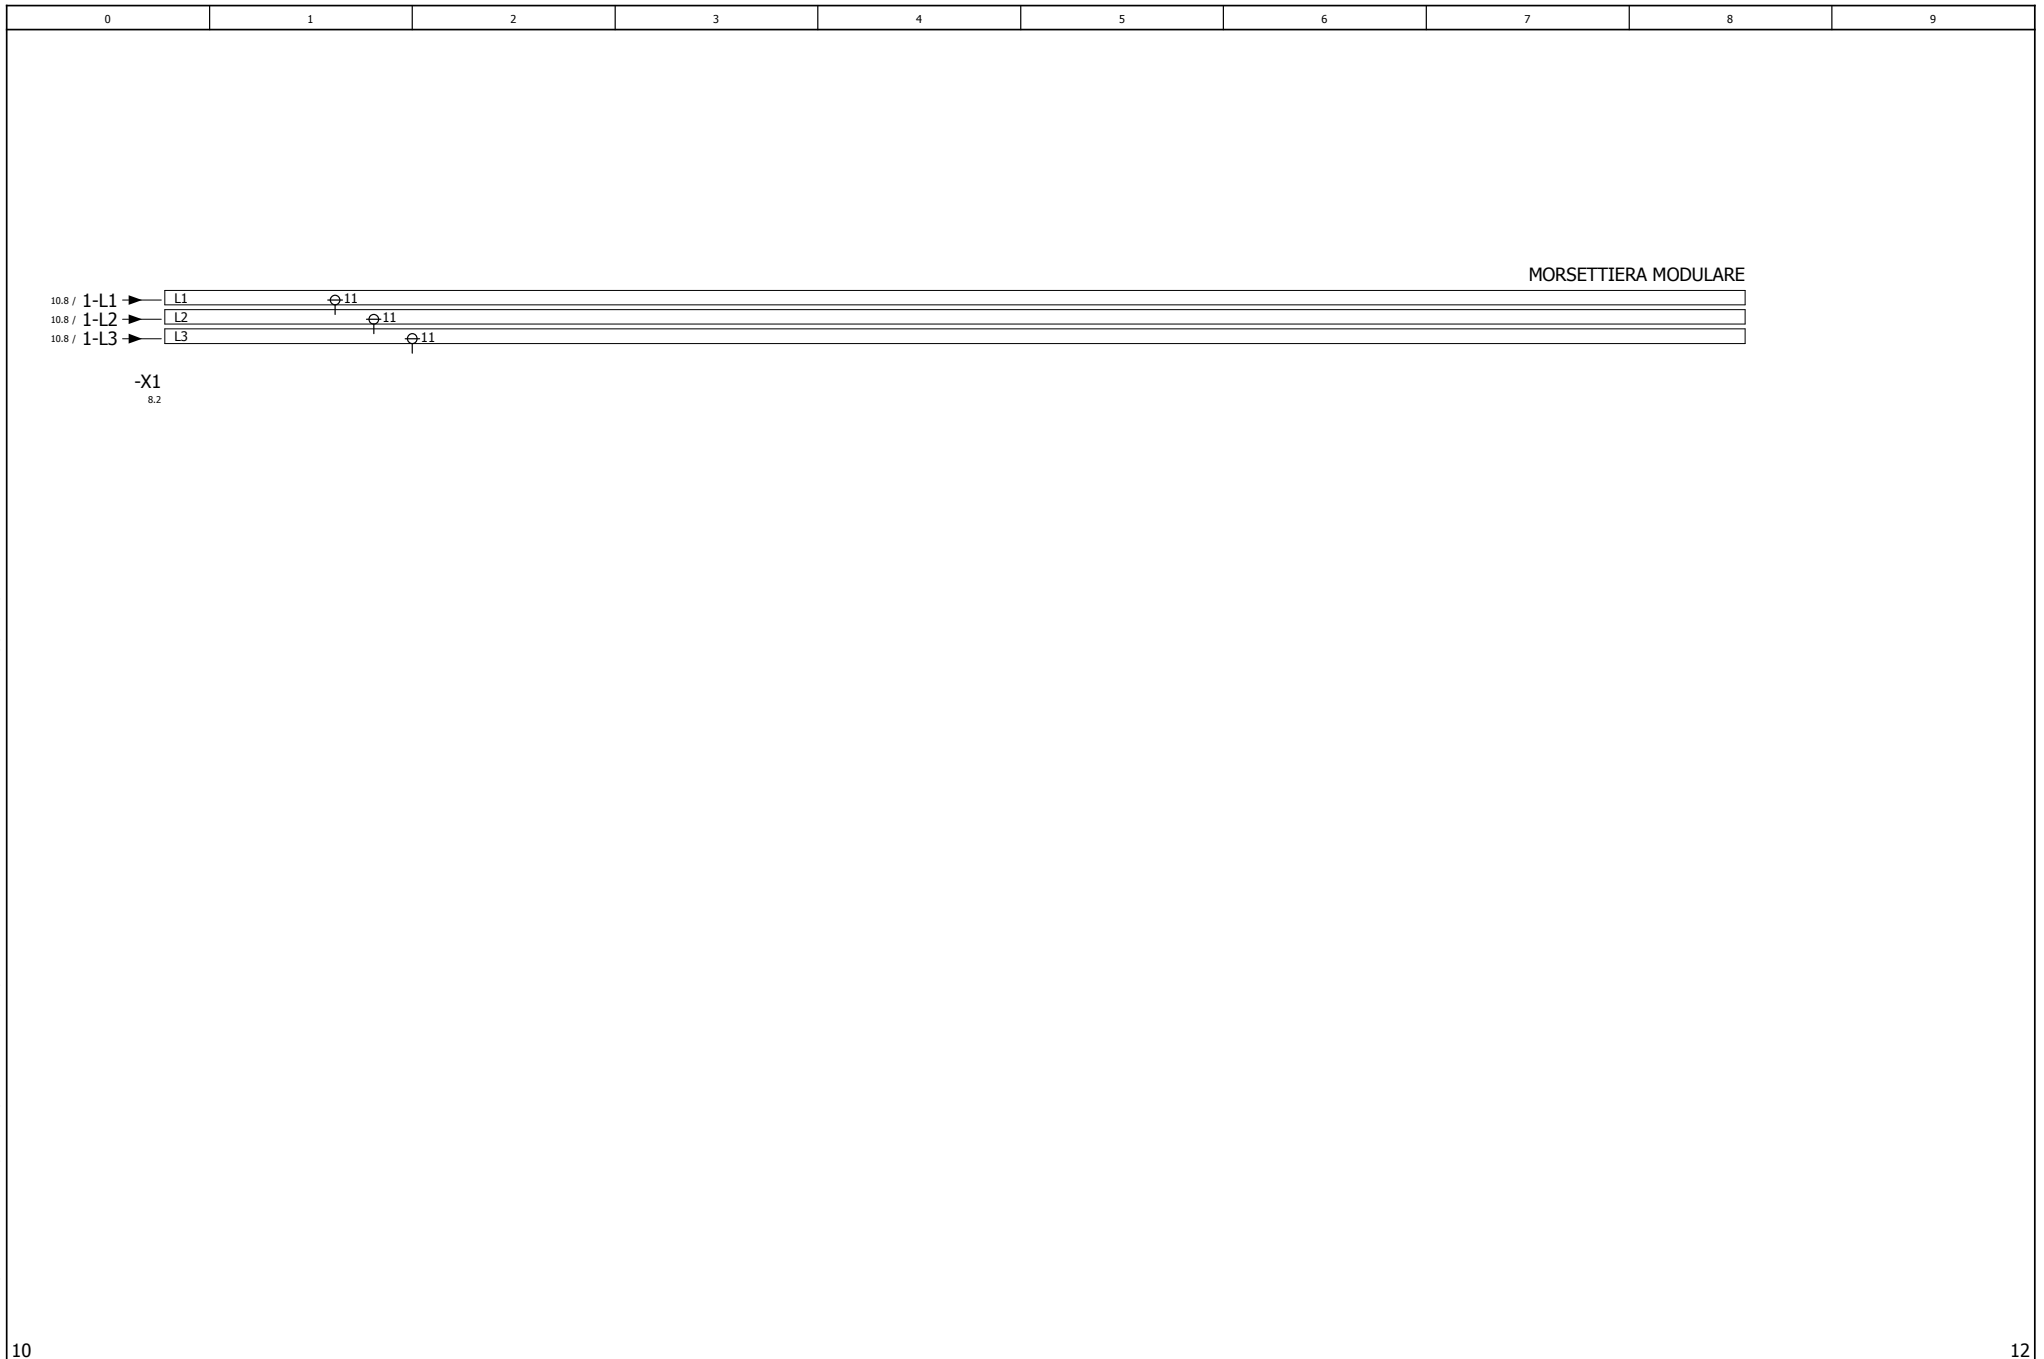 0 1 2 3 4 5 6 7 8 9
MORSETTIERA MODULARE
10.8 / 1-L1 L1 11
10.8 / 1-L2 L2 11
10.8 / 1-L3 L3 11
-X1
8.2
10 12